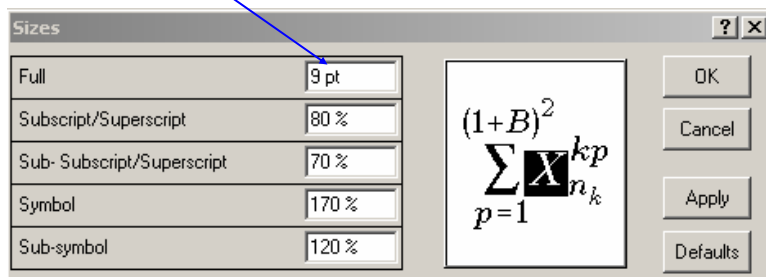 Sizes
Full 9 pt
Subscript/Superscript 80 %
Sub- Subscript/Superscript 70 %
Symbol 170 %
Sub-symbol 120 %
(1+B)²
∑ X kp nₖ
p=1
OK
Cancel
Apply
Defaults